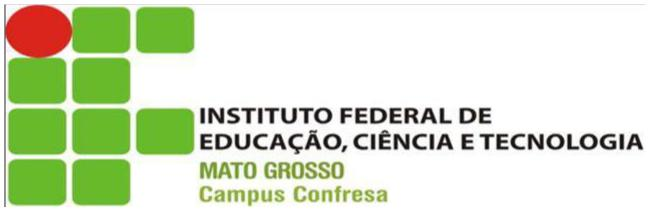 INSTITUTO FEDERAL DE
EDUCAÇÃO, CIÊNCIA E TECNOLOGIA
MATO GROSSO
Campus Confresa